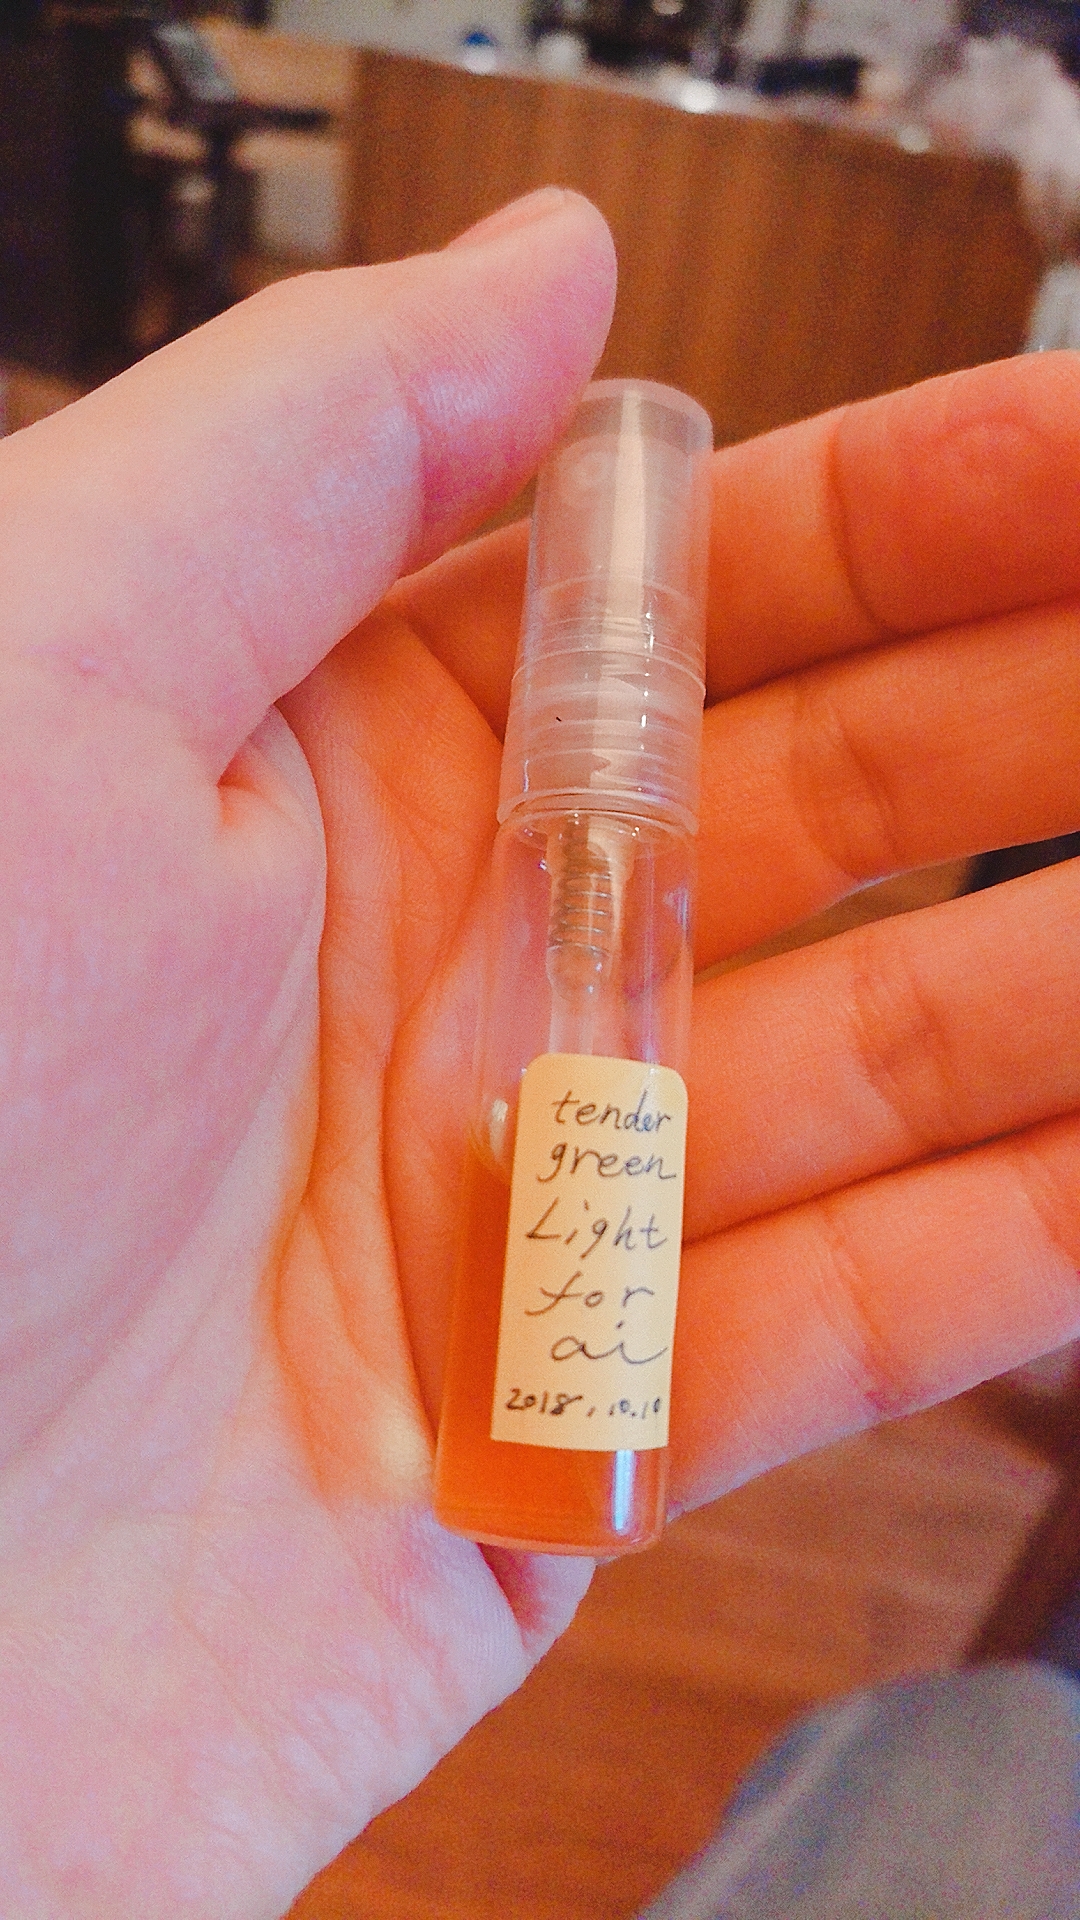 tender
green
Light
for
ai
2018.10.10